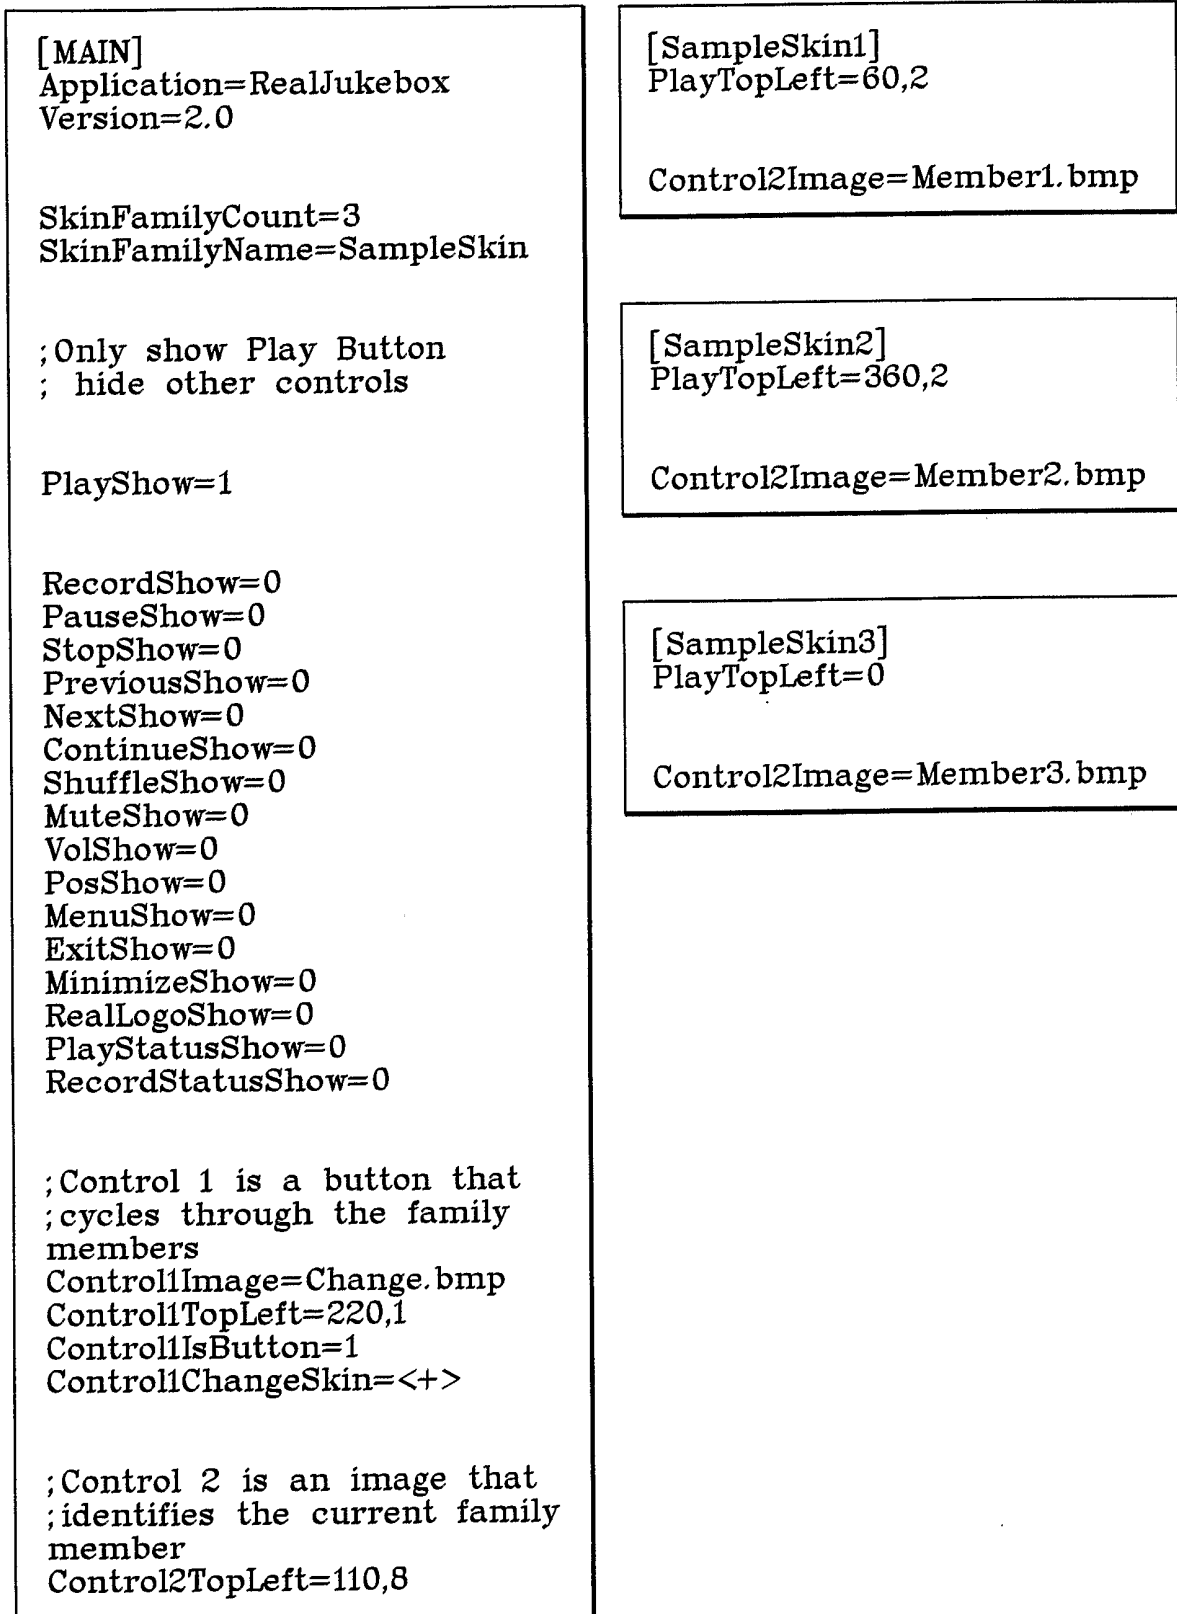 [MAIN]
Application=RealJukebox
Version=2.0
SkinFamilyCount=3
SkinFamilyName=SampleSkin
;Only show Play Button
; hide other controls
PlayShow=1
RecordShow=0
PauseShow=0
StopShow=0
PreviousShow=0
NextShow=0
ContinueShow=0
ShuffleShow=0
MuteShow=0
VolShow=0
PosShow=0
MenuShow=0
ExitShow=0
MinimizeShow=0
RealLogoShow=0
PlayStatusShow=0
RecordStatusShow=0
;Control 1 is a button that
;cycles through the family
members
Control1Image=Change.bmp
Control1TopLeft=220,1
Control1IsButton=1
Control1ChangeSkin=<+>
;Control 2 is an image that
;identifies the current family
member
Control2TopLeft=110,8
[SampleSkin1]
PlayTopLeft=60,2
Control2Image=Member1.bmp
[SampleSkin2]
PlayTopLeft=360,2
Control2Image=Member2.bmp
[SampleSkin3]
PlayTopLeft=0
Control2Image=Member3.bmp